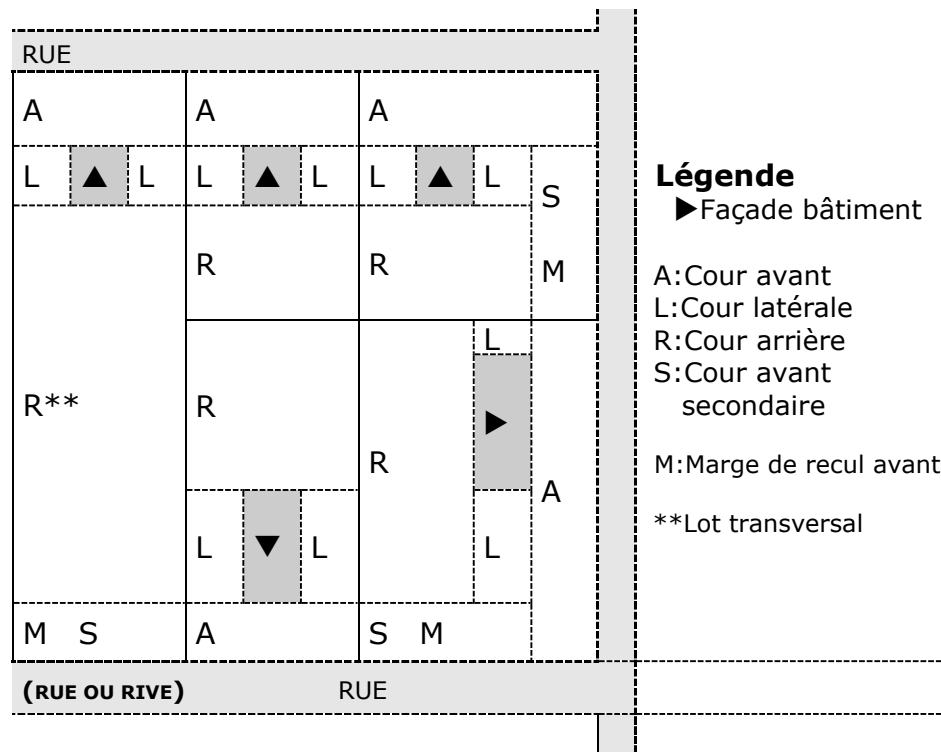 RUE
A A A
L ▲ L L ▲ L L ▲ L S
R R M
L
R** R ▶
R A
L ▼ L L
M S A S M
(RUE OU RIVE) RUE
Légende
▶Façade bâtiment
A:Cour avant
L:Cour latérale
R:Cour arrière
S:Cour avant
secondaire
M:Marge de recul avant
**Lot transversal